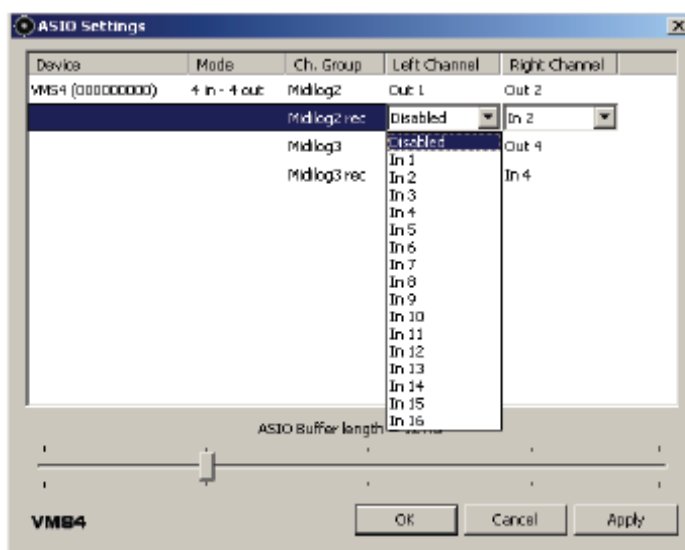 ASIO Settings
Device Mode Ch. Group Left Channel Right Channel
VMS4 (000000000) 4 in - 4 out Midilog2 Out 1 Out 2
Midilog2 rec Disabled In 2
Midilog3 Out 4
Midilog3 rec In 4
Disabled
In 1
In 2
In 3
In 4
In 5
In 6
In 7
In 8
In 9
In 10
In 11
In 12
In 13
In 14
In 15
In 16
ASIO Buffer length
VMS4
OK Cancel Apply